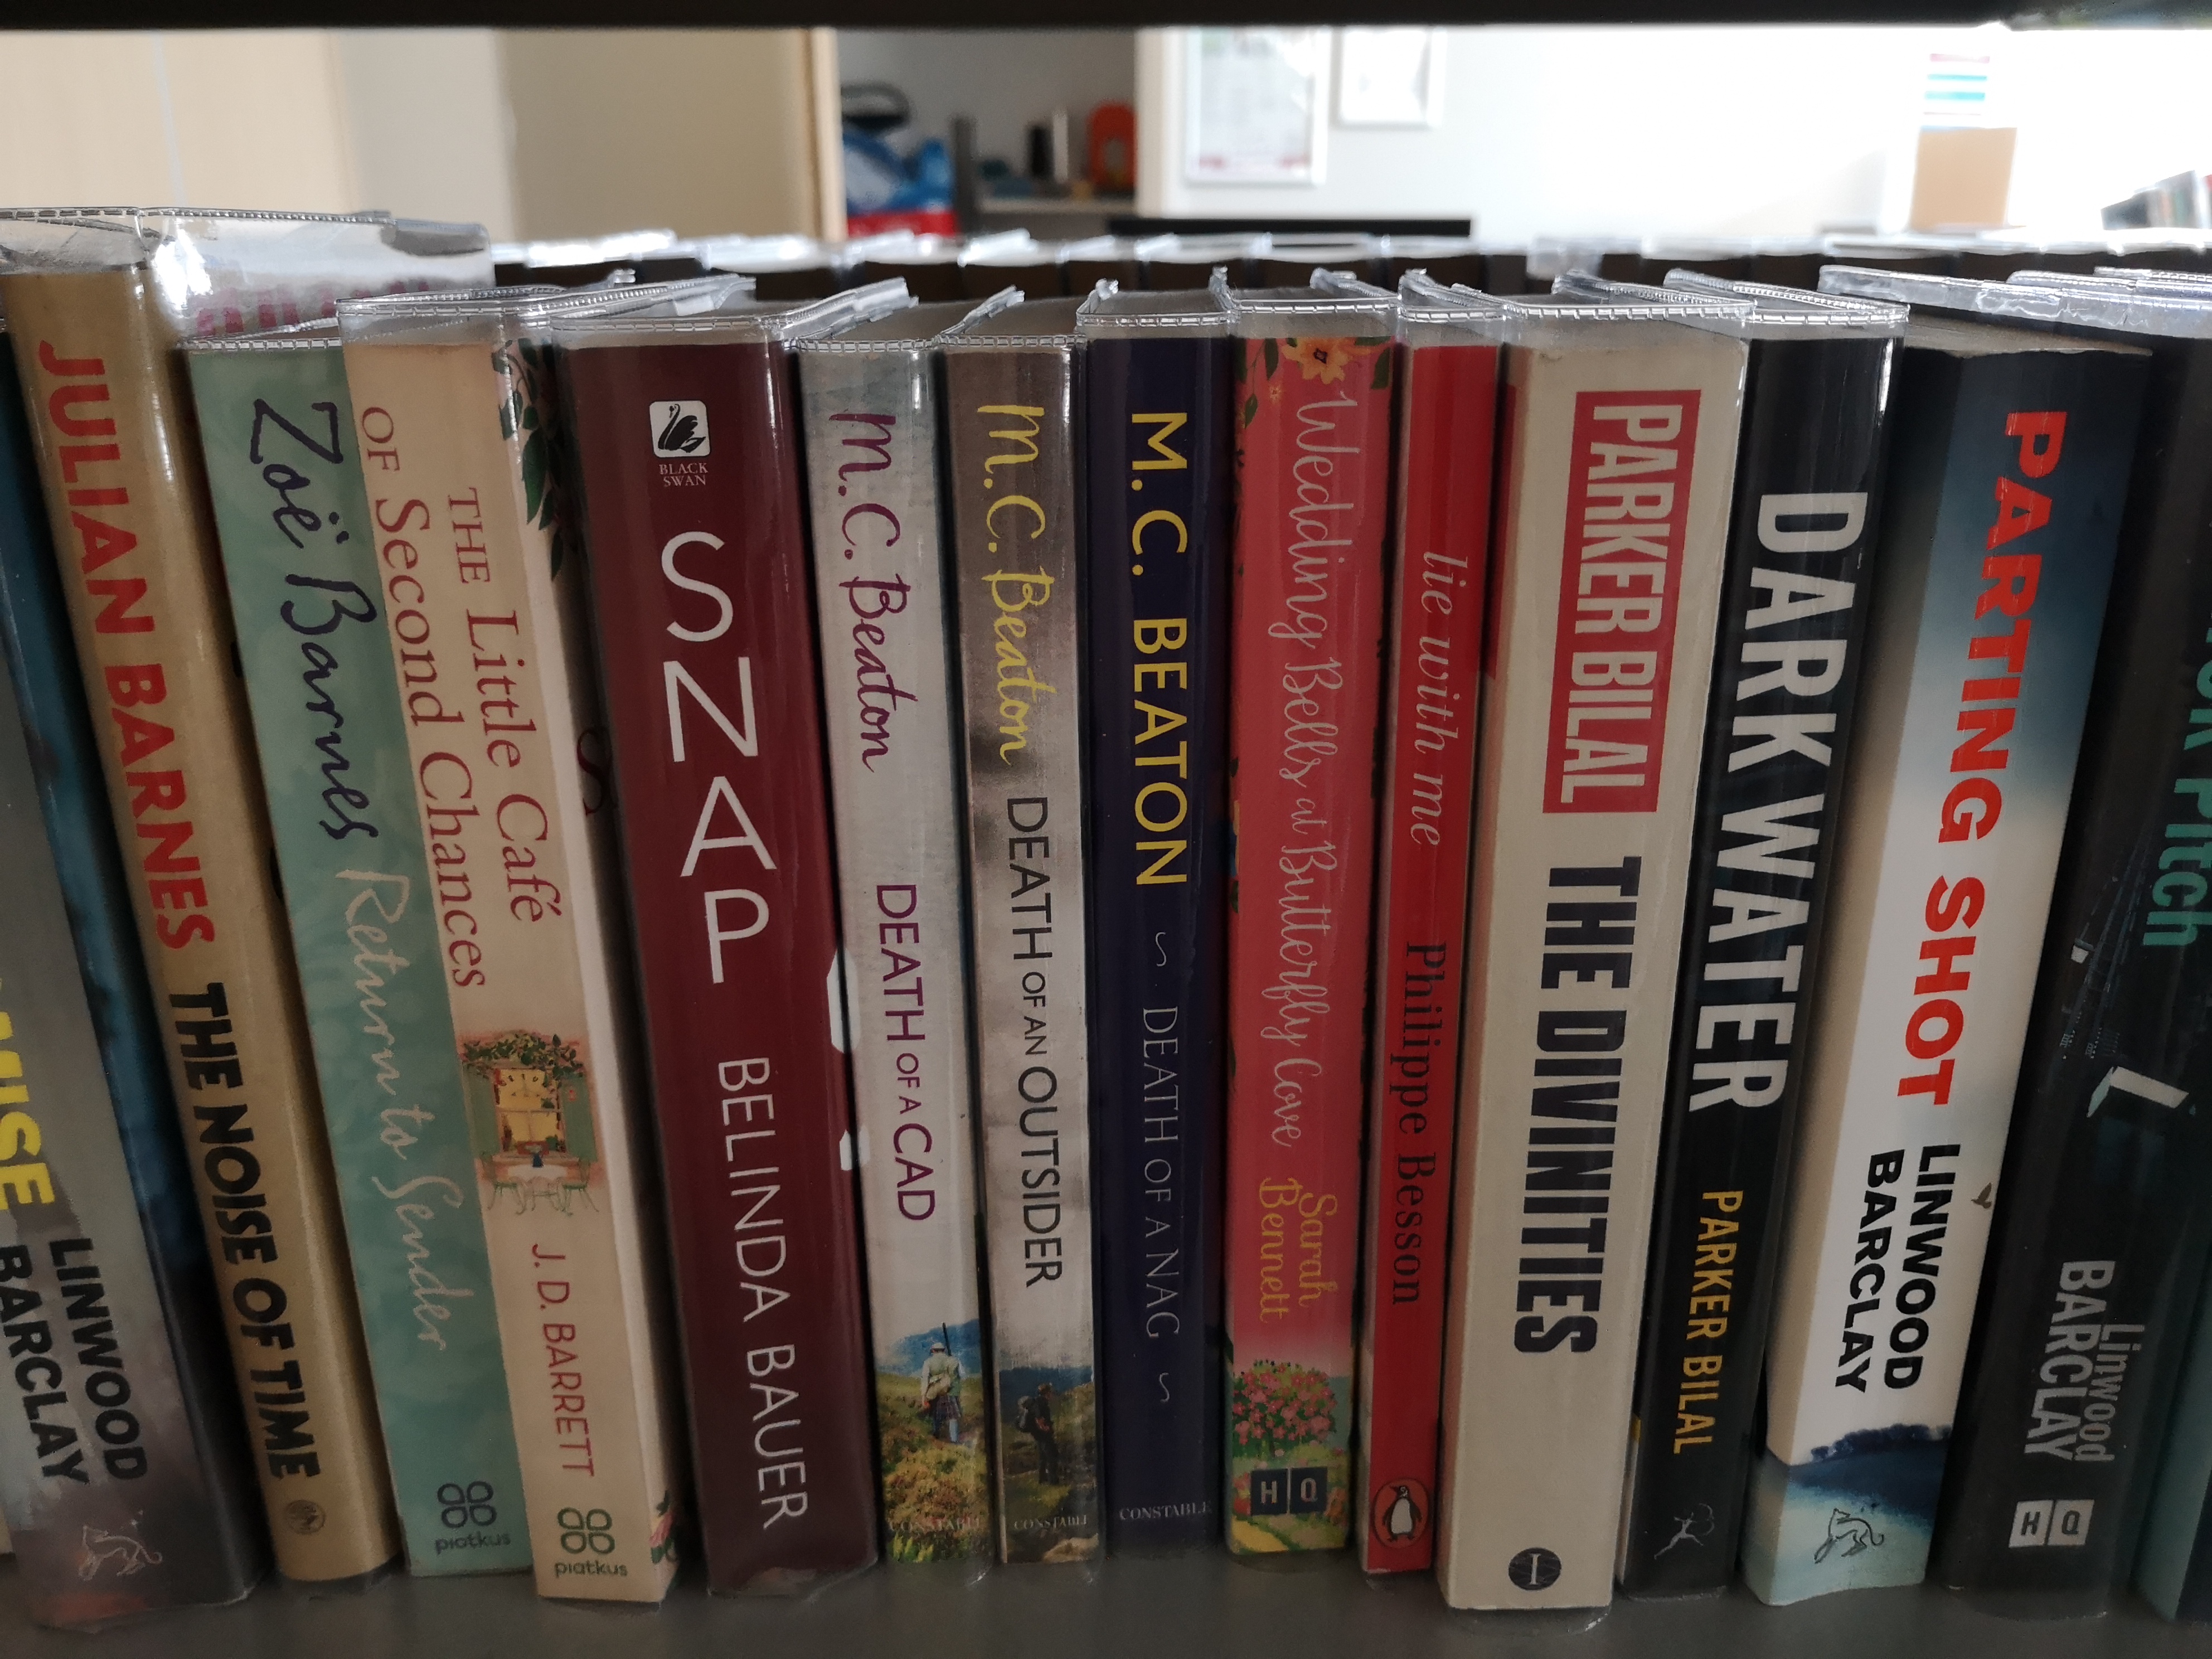 LINWOOD
BARCLAY
JULIAN BARNES THE NOISE OF TIME
Zoë Barnes Return to Sender
piatkus
THE Little Café
OF Second Chances
J. D. BARRETT
piatkus
BLACK
SWAN
SNAP BELINDA BAUER
M.C. Beaton DEATH OF A CAD
CONSTABLE
M.C. Beaton DEATH OF AN OUTSIDER
CONSTABLE
M. C. BEATON ~ DEATH OF A NAG ~
CONSTABLE
Wedding Bells at Butterfly Cove
Sarah
Bennett
HQ
lie with me Philippe Besson
PARKER BILAL THE DIVINITIES
I
DARK WATER PARKER BILAL
PARTING SHOT
LINWOOD
BARCLAY
Pitch
Linwood
BARCLAY
HQ